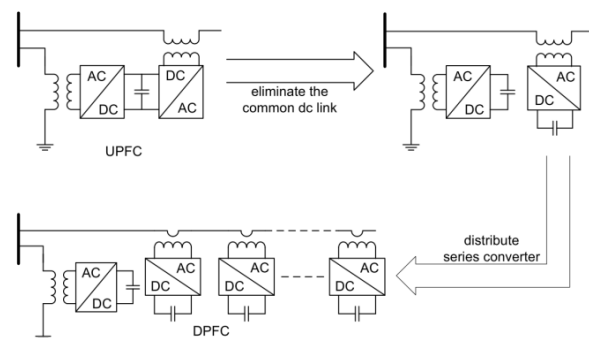 AC
DC
DC
AC
UPFC
eliminate the
common dc link
AC
DC
AC
DC
distribute
series converter
AC
DC
AC
DC
AC
DC
AC
DC
DPFC